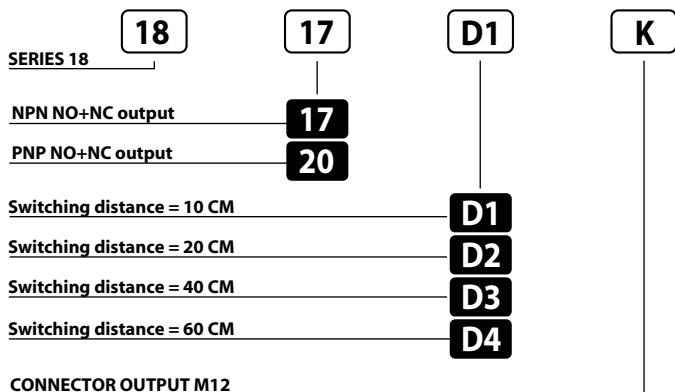 18 17 D1 K
SERIES 18
NPN NO+NC output 17
PNP NO+NC output 20
Switching distance = 10 CM D1
Switching distance = 20 CM D2
Switching distance = 40 CM D3
Switching distance = 60 CM D4
CONNECTOR OUTPUT M12